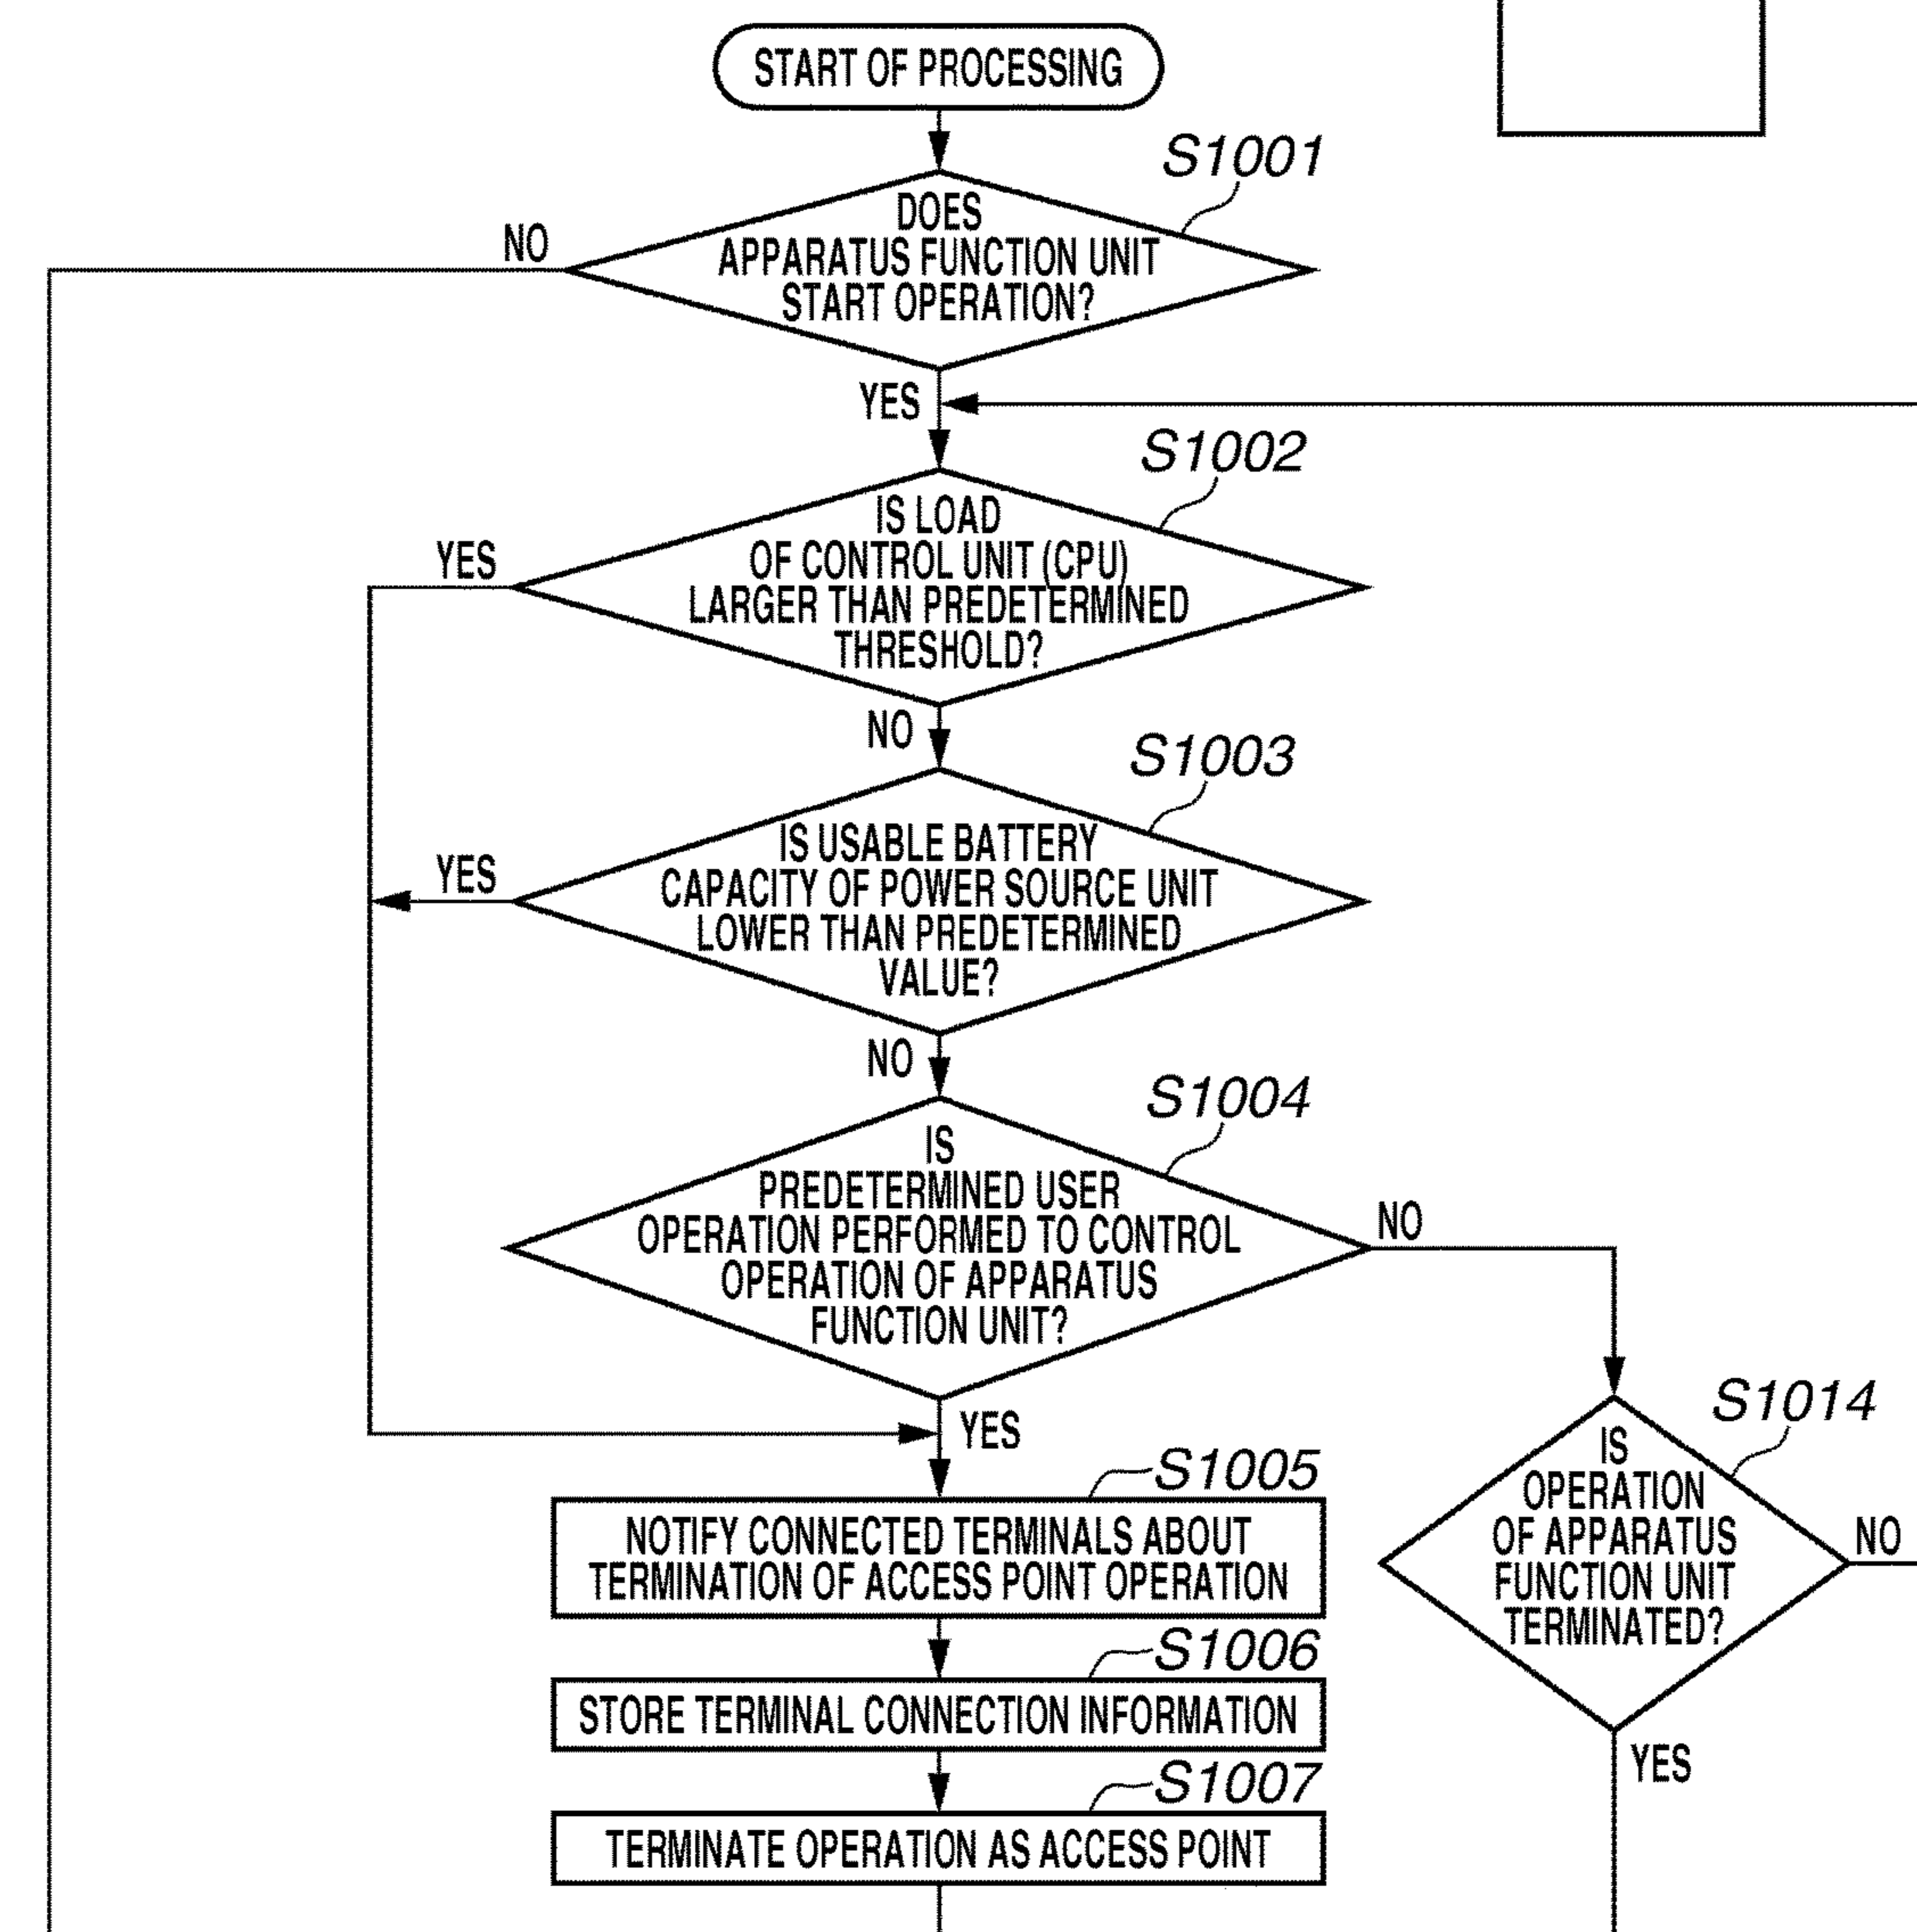 START OF PROCESSING
S1001
DOES
APPARATUS FUNCTION UNIT
START OPERATION?
NO
YES
S1002
IS LOAD
OF CONTROL UNIT (CPU)
LARGER THAN PREDETERMINED
THRESHOLD?
YES
NO
S1003
IS USABLE BATTERY
CAPACITY OF POWER SOURCE UNIT
LOWER THAN PREDETERMINED
VALUE?
YES
NO
S1004
IS
PREDETERMINED USER
OPERATION PERFORMED TO CONTROL
OPERATION OF APPARATUS
FUNCTION UNIT?
NO
YES
S1014
IS
OPERATION
OF APPARATUS
FUNCTION UNIT
TERMINATED?
NO
YES
S1005
NOTIFY CONNECTED TERMINALS ABOUT
TERMINATION OF ACCESS POINT OPERATION
S1006
STORE TERMINAL CONNECTION INFORMATION
S1007
TERMINATE OPERATION AS ACCESS POINT